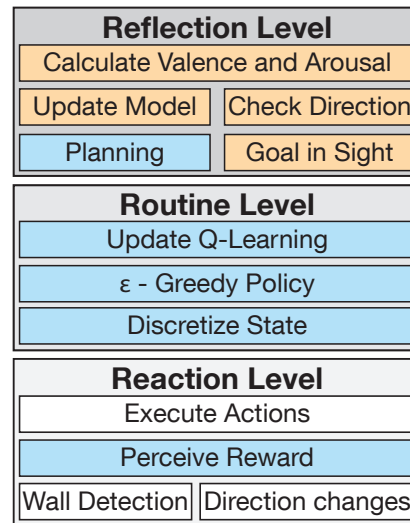 Reflection Level
Calculate Valence and Arousal
Update Model Check Direction
Planning Goal in Sight
Routine Level
Update Q-Learning
ε - Greedy Policy
Discretize State
Reaction Level
Execute Actions
Perceive Reward
Wall Detection Direction changes